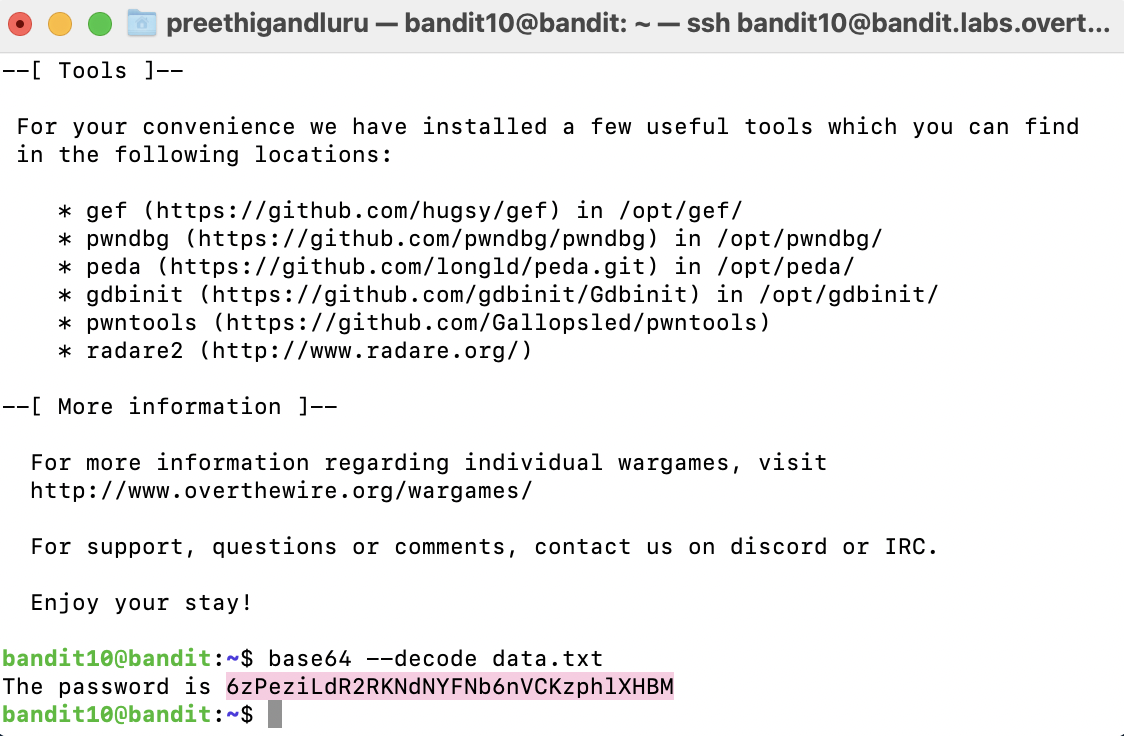 preethigandluru — bandit10@bandit: ~ — ssh bandit10@bandit.labs.overt...
--[ Tools ]--
For your convenience we have installed a few useful tools which you can find
in the following locations:
* gef (https://github.com/hugsy/gef) in /opt/gef/
* pwndbg (https://github.com/pwndbg/pwndbg) in /opt/pwndbg/
* peda (https://github.com/longld/peda.git) in /opt/peda/
* gdbinit (https://github.com/gdbinit/Gdbinit) in /opt/gdbinit/
* pwntools (https://github.com/Gallopsled/pwntools)
* radare2 (http://www.radare.org/)
--[ More information ]--
For more information regarding individual wargames, visit
http://www.overthewire.org/wargames/
For support, questions or comments, contact us on discord or IRC.
Enjoy your stay!
bandit10@bandit:~$ base64 --decode data.txt
The password is 6zPeziLdR2RKNdNYFNb6nVCKzphlXHBM
bandit10@bandit:~$